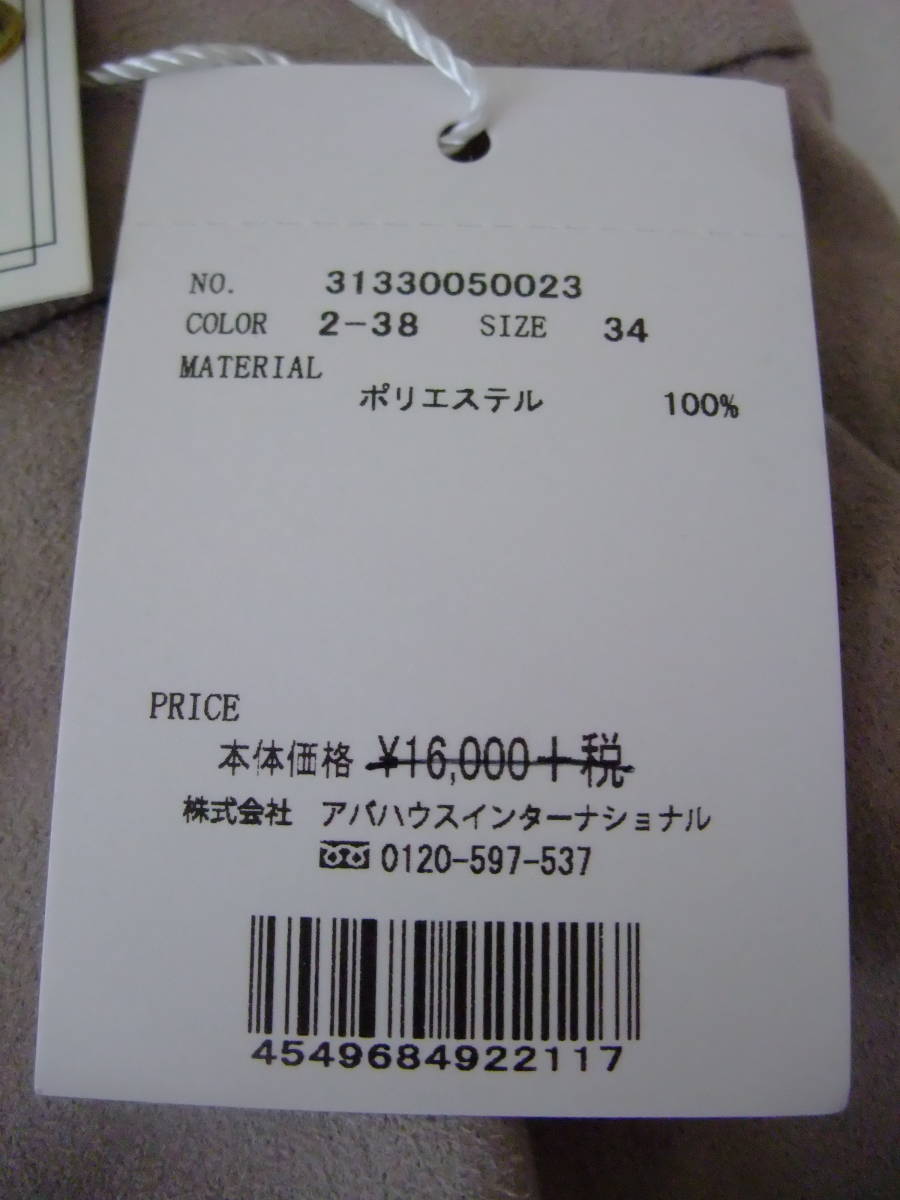 NO. 31330050023
COLOR 2-38 SIZE 34
MATERIAL
ポリエステル 100%
PRICE
本体価格 ¥16,000+税
株式会社 アバハウスインターナショナル
0120-597-537
4549684922117